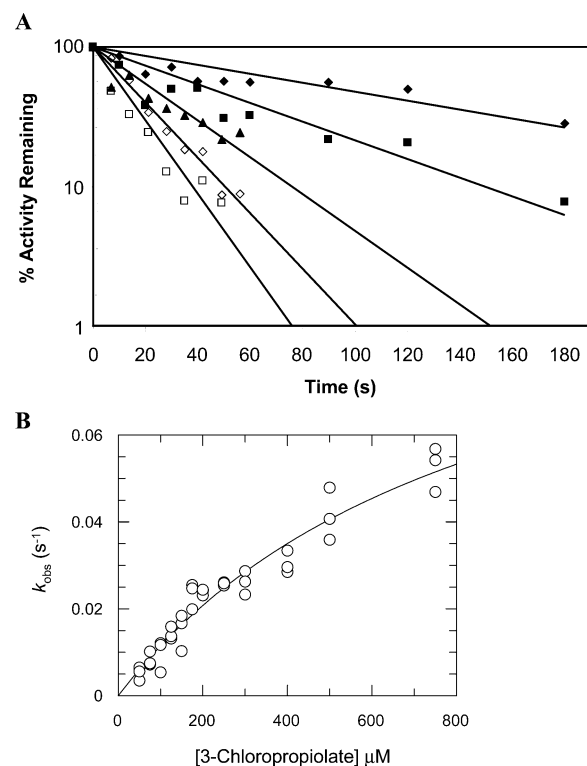 A
100
10
1
% Activity Remaining
0 20 40 60 80 100 120 140 160 180
Time (s)
B
0.06
0.04
0.02
0
kobs (s-1)
0 200 400 600 800
[3-Chloropropiolate] μM